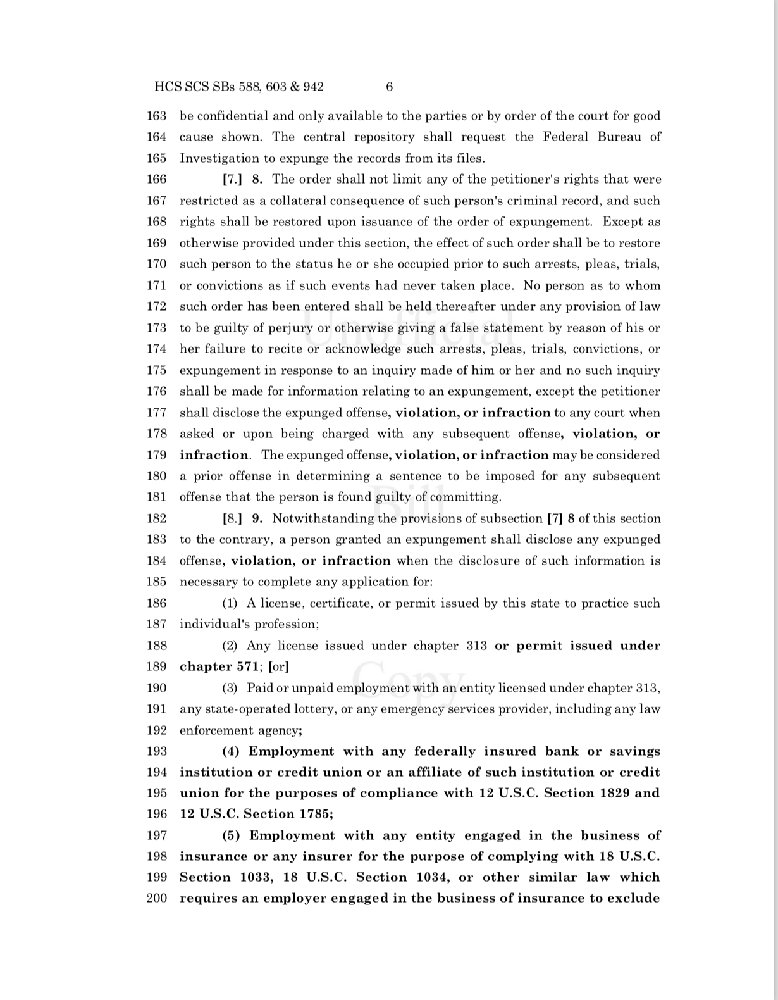 HCS SCS SBs 588, 603 & 942 6
163 be confidential and only available to the parties or by order of the court for good
164 cause shown. The central repository shall request the Federal Bureau of
165 Investigation to expunge the records from its files.
166 [7.] 8. The order shall not limit any of the petitioner's rights that were
167 restricted as a collateral consequence of such person's criminal record, and such
168 rights shall be restored upon issuance of the order of expungement. Except as
169 otherwise provided under this section, the effect of such order shall be to restore
170 such person to the status he or she occupied prior to such arrests, pleas, trials,
171 or convictions as if such events had never taken place. No person as to whom
172 such order has been entered shall be held thereafter under any provision of law
173 to be guilty of perjury or otherwise giving a false statement by reason of his or
174 her failure to recite or acknowledge such arrests, pleas, trials, convictions, or
175 expungement in response to an inquiry made of him or her and no such inquiry
176 shall be made for information relating to an expungement, except the petitioner
177 shall disclose the expunged offense, violation, or infraction to any court when
178 asked or upon being charged with any subsequent offense, violation, or
179 infraction. The expunged offense, violation, or infraction may be considered
180 a prior offense in determining a sentence to be imposed for any subsequent
181 offense that the person is found guilty of committing.
182 [8.] 9. Notwithstanding the provisions of subsection [7] 8 of this section
183 to the contrary, a person granted an expungement shall disclose any expunged
184 offense, violation, or infraction when the disclosure of such information is
185 necessary to complete any application for:
186 (1) A license, certificate, or permit issued by this state to practice such
187 individual's profession;
188 (2) Any license issued under chapter 313 or permit issued under
189 chapter 571; [or]
190 (3) Paid or unpaid employment with an entity licensed under chapter 313,
191 any state-operated lottery, or any emergency services provider, including any law
192 enforcement agency;
193 (4) Employment with any federally insured bank or savings
194 institution or credit union or an affiliate of such institution or credit
195 union for the purposes of compliance with 12 U.S.C. Section 1829 and
196 12 U.S.C. Section 1785;
197 (5) Employment with any entity engaged in the business of
198 insurance or any insurer for the purpose of complying with 18 U.S.C.
199 Section 1033, 18 U.S.C. Section 1034, or other similar law which
200 requires an employer engaged in the business of insurance to exclude
Unofficial
Bill
Copy